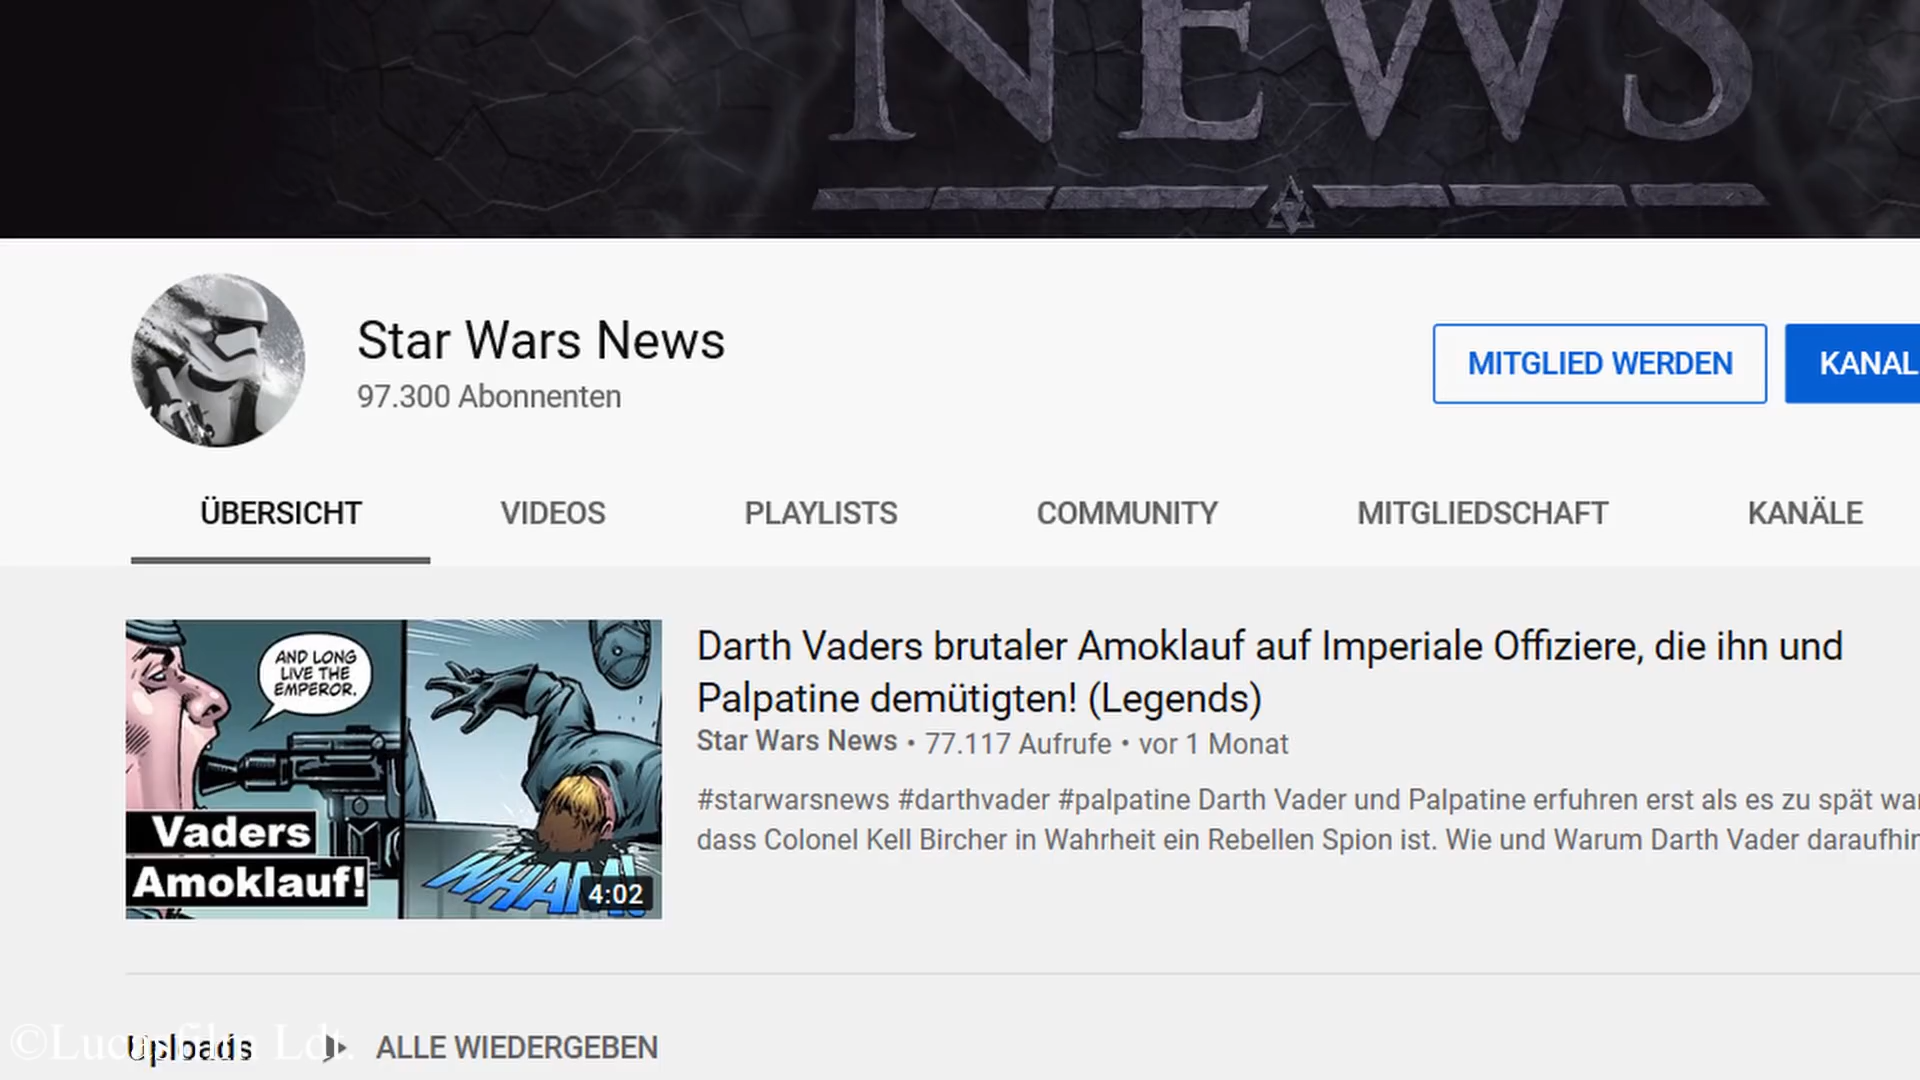 NEWS
Star Wars News
97.300 Abonnenten
MITGLIED WERDEN
KANAL
ÜBERSICHT
VIDEOS
PLAYLISTS
COMMUNITY
MITGLIEDSCHAFT
KANÄLE
AND LONG
LIVE THE
EMPEROR.
Vaders
Amoklauf!
WHAM!
4:02
Darth Vaders brutaler Amoklauf auf Imperiale Offiziere, die ihn und
Palpatine demütigten! (Legends)
Star Wars News • 77.117 Aufrufe • vor 1 Monat
#starwarsnews #darthvader #palpatine Darth Vader und Palpatine erfuhren erst als es zu spät war
dass Colonel Kell Bircher in Wahrheit ein Rebellen Spion ist. Wie und Warum Darth Vader daraufhin
Uploads
ALLE WIEDERGEBEN
©Lucasfilm Ldt.